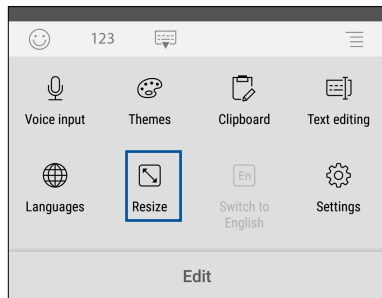 123
Voice input Themes Clipboard Text editing
En
Languages Resize Switch to English Settings
Edit